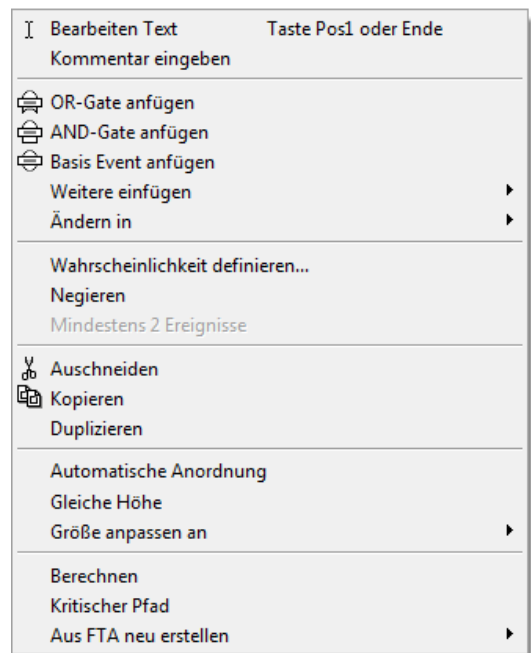 Bearbeiten Text Taste Pos1 oder Ende
Kommentar eingeben
OR-Gate anfügen
AND-Gate anfügen
Basis Event anfügen
Weitere einfügen
Ändern in
Wahrscheinlichkeit definieren...
Negieren
Mindestens 2 Ereignisse
Auschneiden
Kopieren
Duplizieren
Automatische Anordnung
Gleiche Höhe
Größe anpassen an
Berechnen
Kritischer Pfad
Aus FTA neu erstellen